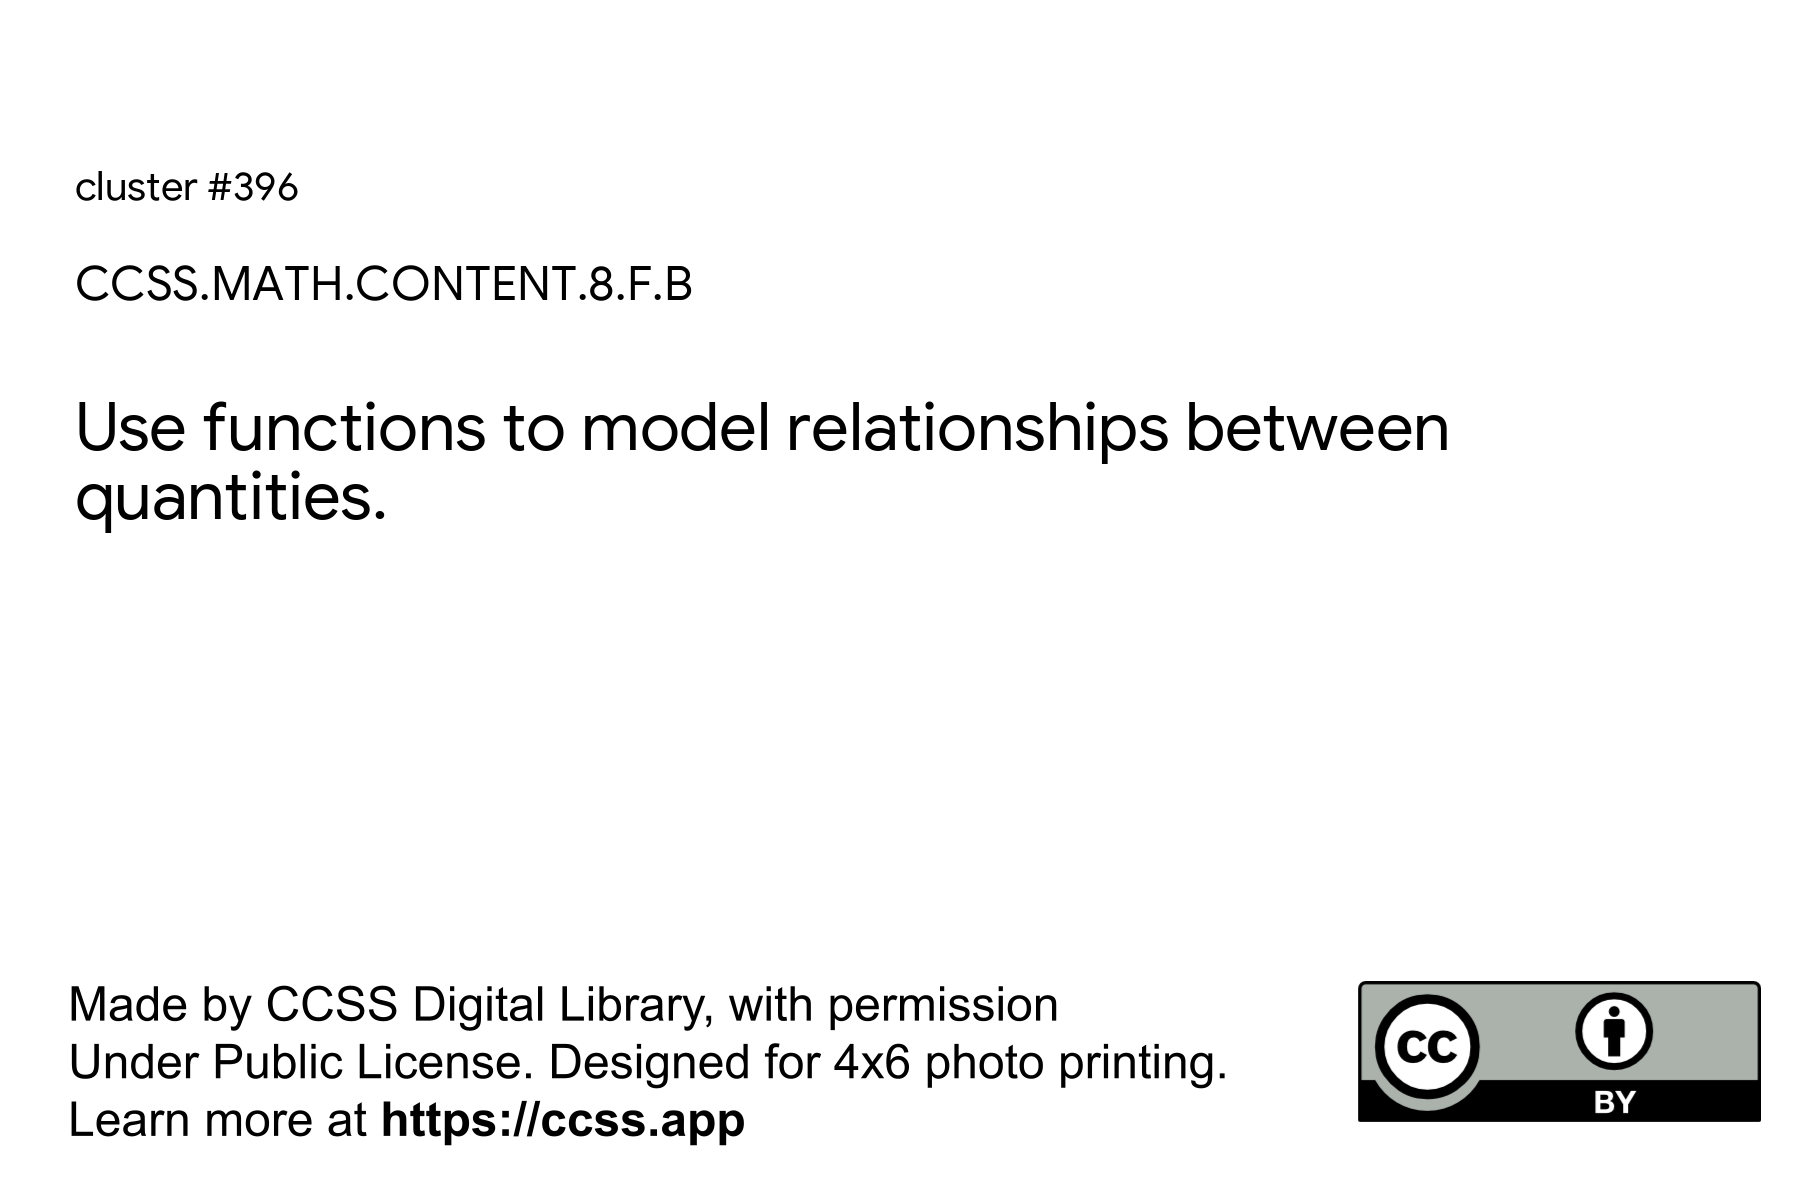 cluster #396
CCSS.MATH.CONTENT.8.F.B
Use functions to model relationships between
quantities.
Made by CCSS Digital Library, with permission
Under Public License. Designed for 4x6 photo printing.
Learn more at https://ccss.app
CC
BY